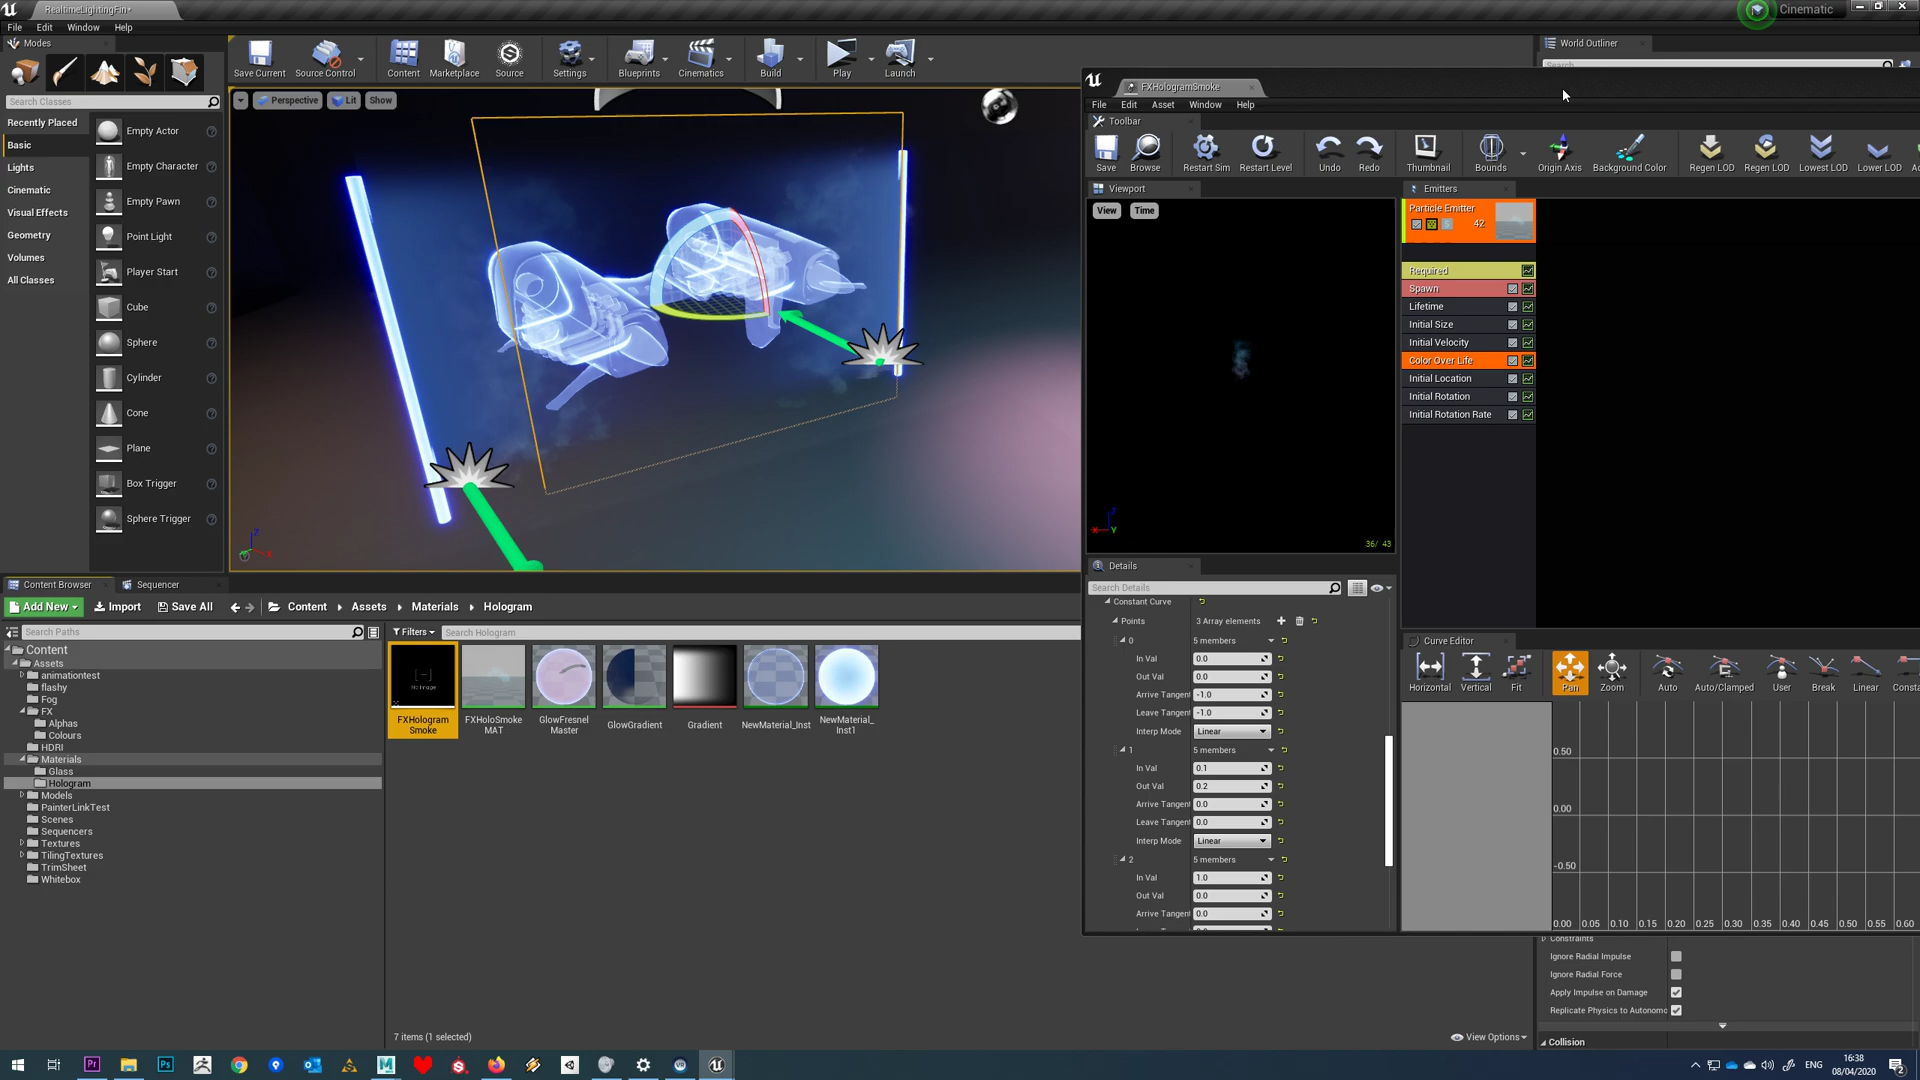 RealtimeLightingFin*
Cinematic
File Edit Window Help
Modes
World Outliner
Save Current Source Control Content Marketplace Source Settings Blueprints Cinematics Build Play Launch
Search
Search Classes
Perspective Lit Show
FXHologramSmoke
File Edit Asset Window Help
Toolbar
Save Browse Restart Sim Restart Level Undo Redo Thumbnail Bounds Origin Axis Background Color Regen LOD Regen LOD Lowest LOD Lower LOD
Recently Placed
Basic
Lights
Cinematic
Visual Effects
Geometry
Volumes
All Classes
Empty Actor
Empty Character
Empty Pawn
Point Light
Player Start
Cube
Sphere
Cylinder
Cone
Plane
Box Trigger
Sphere Trigger
Viewport
View Time
36/ 43
Emitters
Particle Emitter
42
Required
Spawn
Lifetime
Initial Size
Initial Velocity
Color Over Life
Initial Location
Initial Rotation
Initial Rotation Rate
Details
Search Details
Constant Curve
Points 3 Array elements
0 5 members
In Val 0.0
Out Val 0.0
Arrive Tangent -1.0
Leave Tangent -1.0
Interp Mode Linear
1 5 members
In Val 0.1
Out Val 0.2
Arrive Tangent 0.0
Leave Tangent 0.0
Interp Mode Linear
2 5 members
In Val 1.0
Out Val 0.0
Arrive Tangent 0.0
Curve Editor
Horizontal Vertical Fit Pan Zoom Auto Auto/Clamped User Break Linear Consta
0.50
0.00
-0.50
0.00 0.05 0.10 0.15 0.20 0.25 0.30 0.35 0.40 0.45 0.50 0.55 0.60
Constraints
Ignore Radial Impulse
Ignore Radial Force
Apply Impulse on Damage
Replicate Physics to Autonomo
Collision
Content Browser Sequencer
Add New Import Save All Content Assets Materials Hologram
Search Paths
Filters Search Hologram
Content
Assets
animationtest
flashy
Fog
FX
Alphas
Colours
HDRI
Materials
Glass
Hologram
Models
PainterLinkTest
Scenes
Sequencers
Textures
TilingTextures
TrimSheet
Whitebox
No Image
FXHologram
Smoke
FXHoloSmoke
MAT
GlowFresnel
Master
GlowGradient
Gradient
NewMaterial_Inst
NewMaterial_
Inst1
7 items (1 selected)
View Options
ENG
16:38
08/04/2020